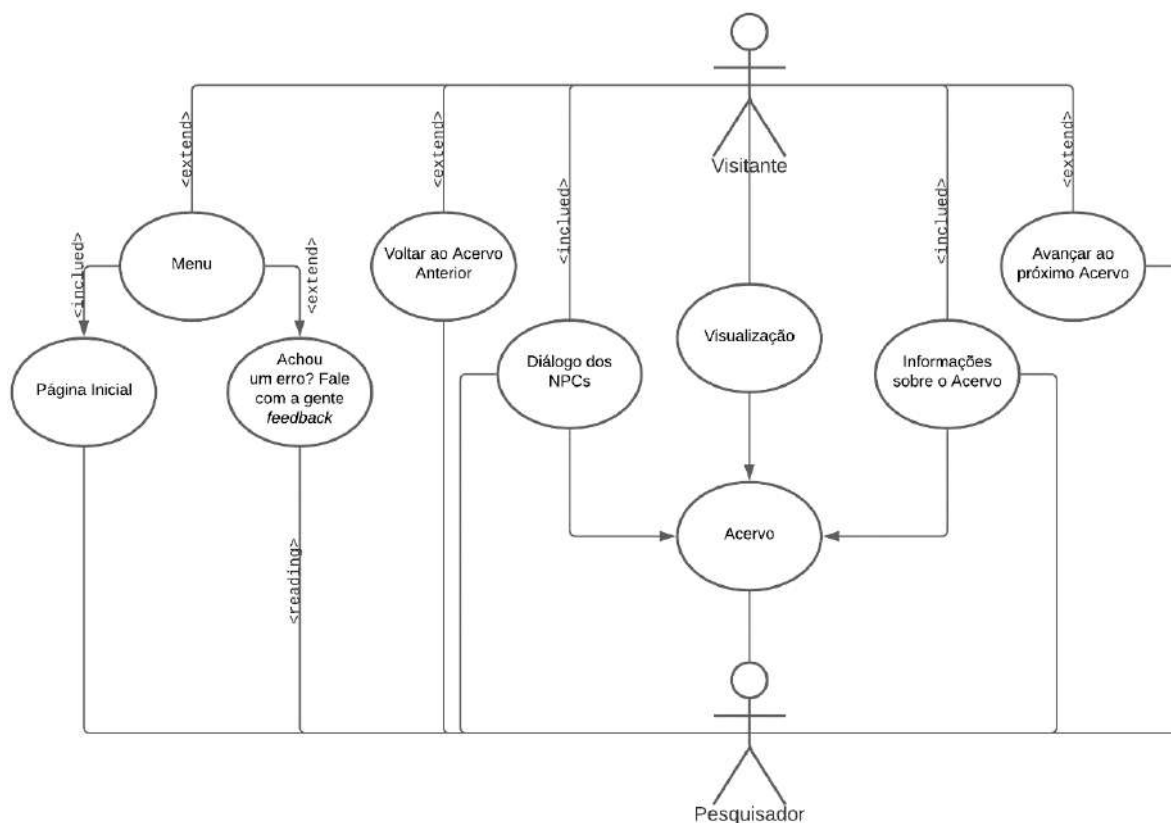 Visitante
<extend>
<extend>
<inclued>
<inclued>
<extend>
Menu
Voltar ao Acervo
Anterior
Avançar ao
próximo Acervo
<inclued>
<extend>
Página Inicial
Achou
um erro? Fale
com a gente
feedback
Diálogo dos
NPCs
Visualização
Informações
sobre o Acervo
Acervo
<reading>
Pesquisador